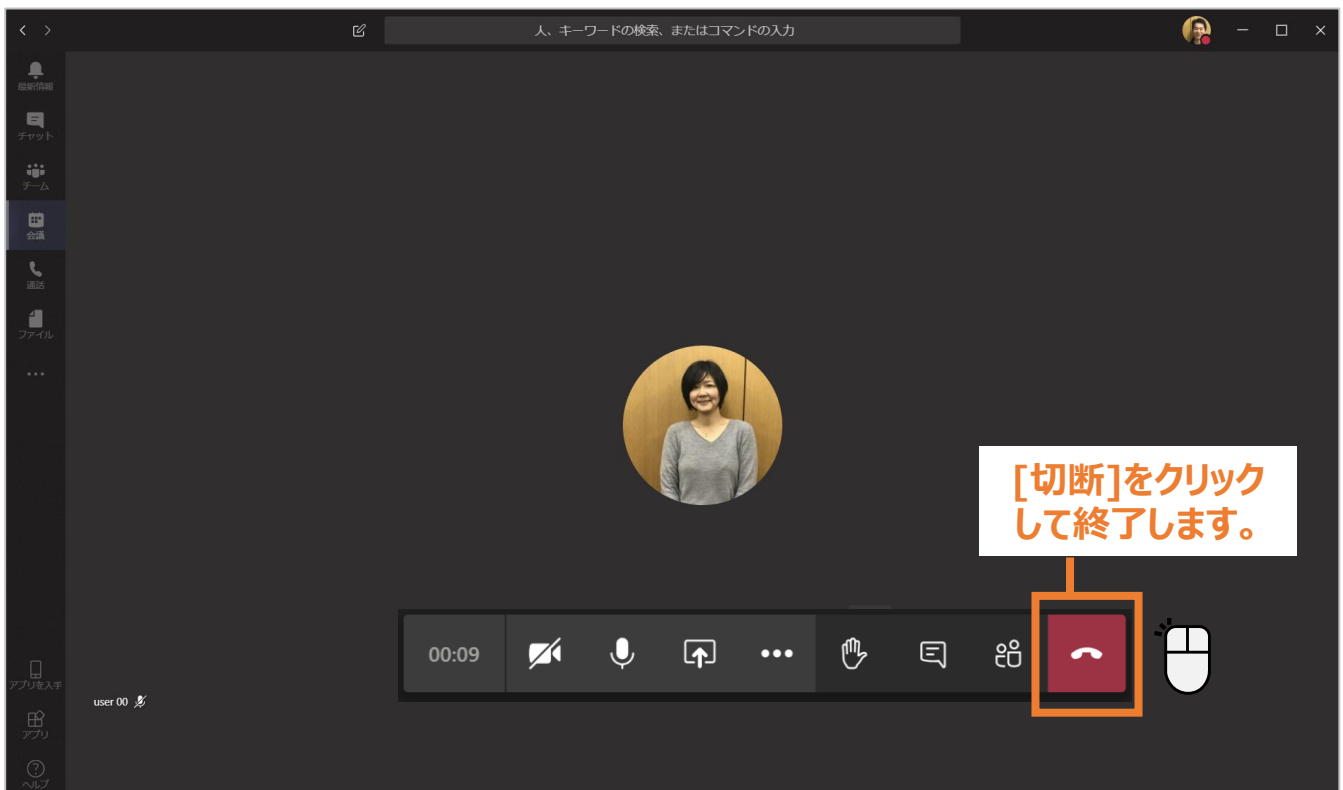 人、キーワードの検索、またはコマンドの入力
最新情報
チャット
チーム
会議
通話
ファイル
[切断]をクリック
して終了します。
00:09
アプリを入手
user 00
アプリ
ヘルプ